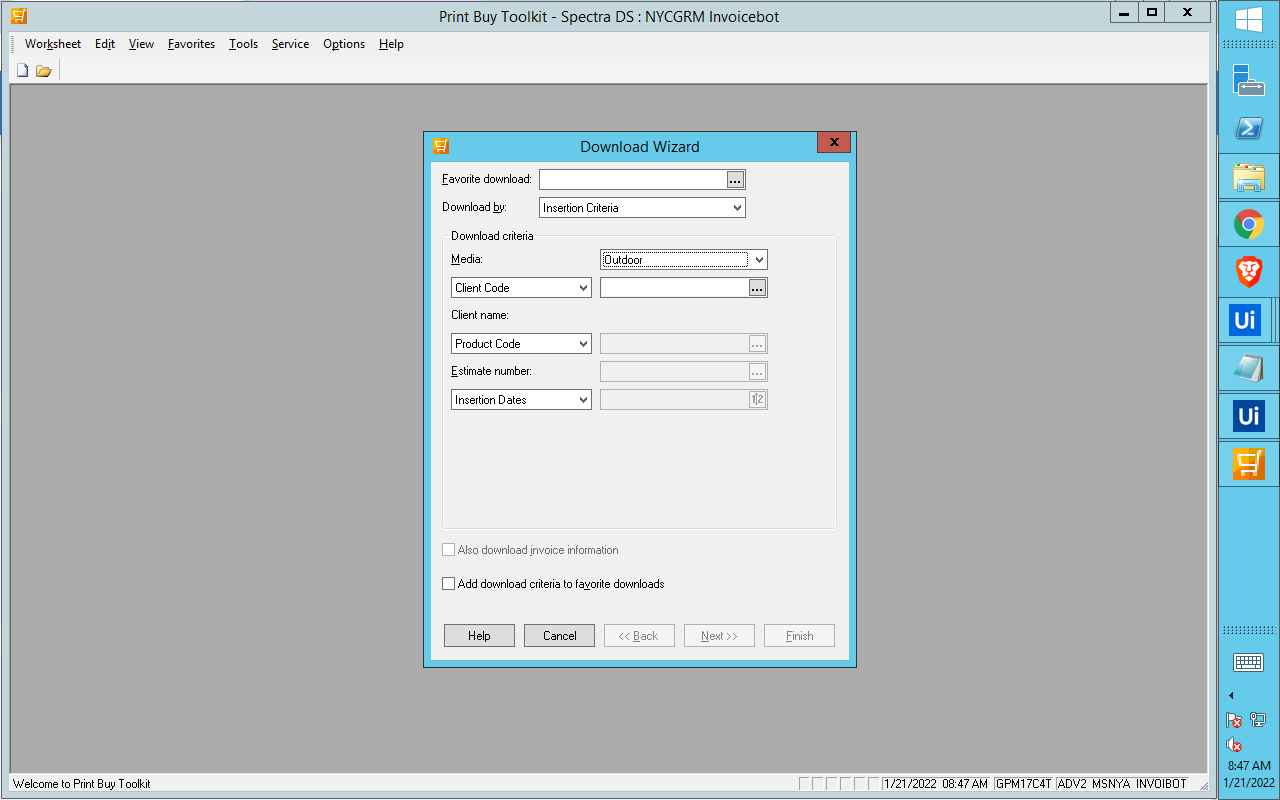 Print Buy Toolkit - Spectra DS : NYCGRM Invoicebot
Worksheet Edit View Favorites Tools Service Options Help
Download Wizard
Favorite download: ...
Download by: Insertion Criteria
Download criteria
Media: Outdoor
Client Code ...
Client name:
Product Code ...
Estimate number: ...
Insertion Dates 1|2
Also download invoice information
Add download criteria to favorite downloads
Help Cancel << Back Next >> Finish
Ui
Ui
8:47 AM
1/21/2022
Welcome to Print Buy Toolkit 1/21/2022 08:47 AM GPM17C4T ADV2 MSNYA INVOIBOT